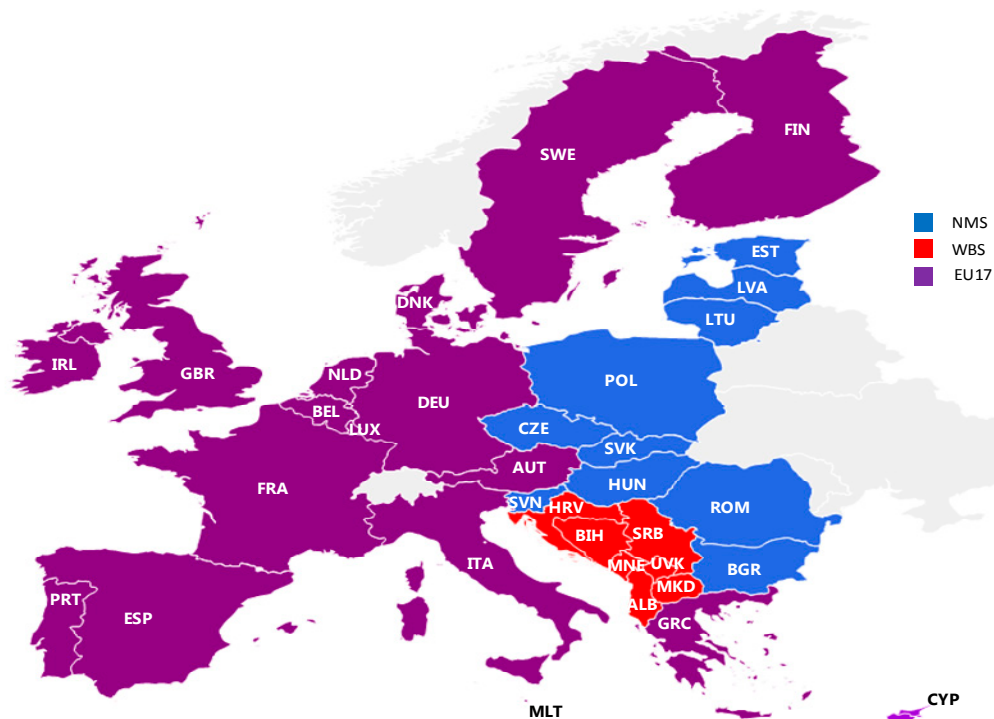 FIN
SWE
NMS
WBS
EU17
EST
LVA
DNK
LTU
IRL
GBR
NLD
POL
DEU
BEL
LUX
CZE
SVK
AUT
HUN
FRA
SVN
HRV
ROM
BIH
SRB
ITA
MNE
UVK
BGR
MKD
PRT
ALB
ESP
GRC
CYP
MLT